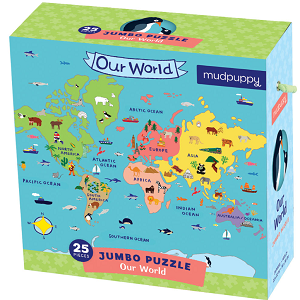 JUMBO PUZZLE
Our World
Our World
mudpuppy
ARCTIC OCEAN
NORTH
AMERICA
EUROPE
ASIA
ATLANTIC
OCEAN
PACIFIC OCEAN
AFRICA
SOUTH
AMERICA
INDIAN
OCEAN
AUSTRALIA/OCEANIA
SOUTHERN OCEAN
25
PIECES
JUMBO PUZZLE
Our World